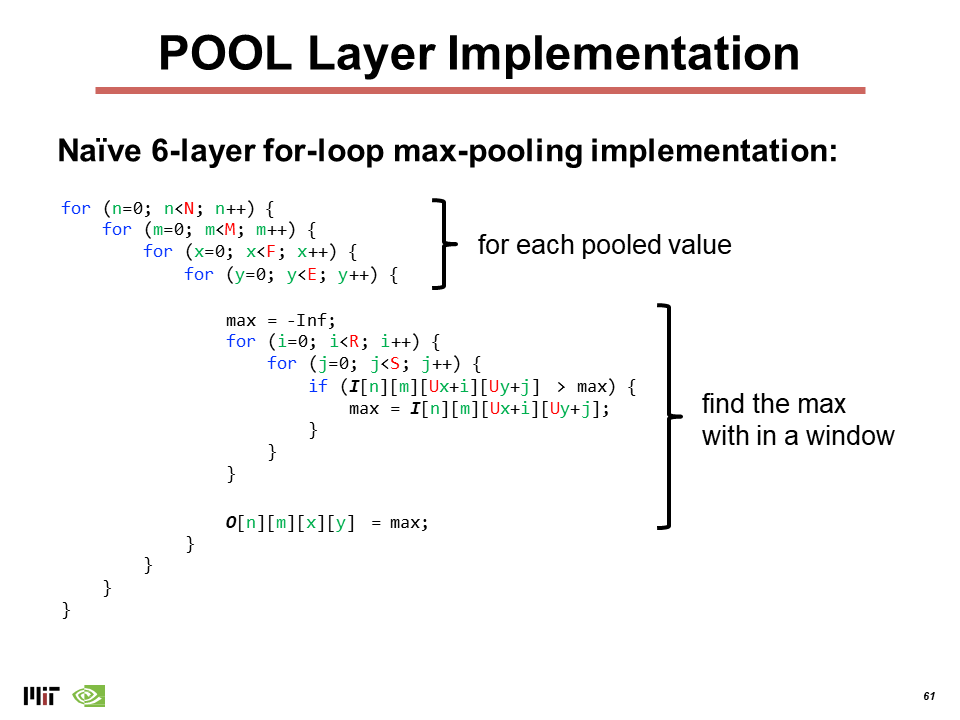 POOL Layer Implementation
Naïve 6-layer for-loop max-pooling implementation:
for (n=0; n<N; n++) {
for (m=0; m<M; m++) {
for (x=0; x<F; x++) {
for (y=0; y<E; y++) {
for each pooled value
max = -Inf;
for (i=0; i<R; i++) {
for (j=0; j<S; j++) {
if (I[n][m][Ux+i][Uy+j] > max) {
max = I[n][m][Ux+i][Uy+j];
}
}
}
find the max
with in a window
O[n][m][x][y] = max;
}
}
}
}
MIT
61